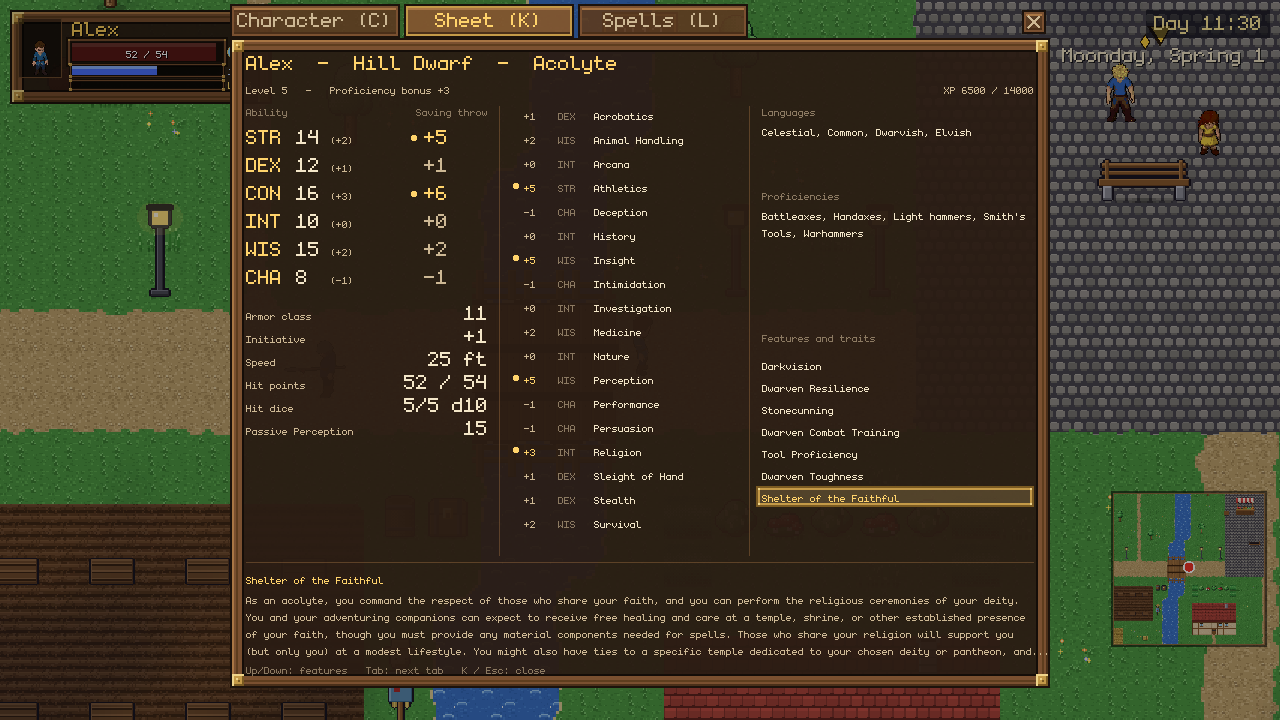 Character (C)
Sheet (K)
Spells (L)
Alex
52 / 54
Day 11:30
Moonday, Spring 1
Alex – Hill Dwarf – Acolyte
Level 5 – Proficiency bonus +3
XP 6500 / 14000
Ability Saving throw
STR 14 (+2) +5
DEX 12 (+1) +1
CON 16 (+3) +6
INT 10 (+0) +0
WIS 15 (+2) +2
CHA 8 (−1) −1
Armor class 11
Initiative +1
Speed 25 ft
Hit points 52 / 54
Hit dice 5/5 d10
Passive Perception 15
+1 DEX Acrobatics
+2 WIS Animal Handling
+0 INT Arcana
+5 STR Athletics
−1 CHA Deception
+0 INT History
+5 WIS Insight
−1 CHA Intimidation
+0 INT Investigation
+2 WIS Medicine
+0 INT Nature
+5 WIS Perception
−1 CHA Performance
−1 CHA Persuasion
+3 INT Religion
+1 DEX Sleight of Hand
+1 DEX Stealth
+2 WIS Survival
Languages
Celestial, Common, Dwarvish, Elvish
Proficiencies
Battleaxes, Handaxes, Light hammers, Smith's
Tools, Warhammers
Features and traits
Darkvision
Dwarven Resilience
Stonecunning
Dwarven Combat Training
Tool Proficiency
Dwarven Toughness
Shelter of the Faithful
Shelter of the Faithful
As an acolyte, you command the respect of those who share your faith, and you can perform the religious ceremonies of your deity.
You and your adventuring companions can expect to receive free healing and care at a temple, shrine, or other established presence
of your faith, though you must provide any material components needed for spells. Those who share your religion will support you
(but only you) at a modest lifestyle. You might also have ties to a specific temple dedicated to your chosen deity or pantheon, and...
Up/Down: features Tab: next tab K / Esc: close